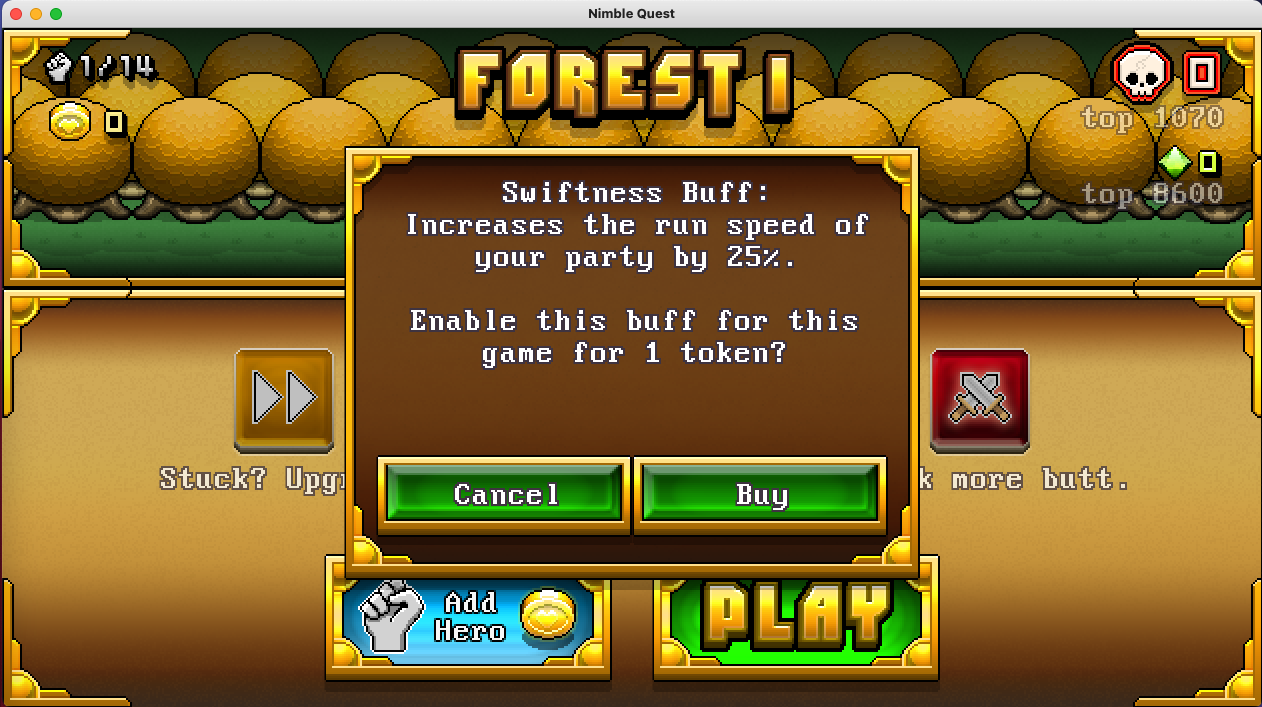 Nimble Quest
1/14
FOREST 1
0
0
top 1070
0
top 8600
Swiftness Buff:
Increases the run speed of
your party by 25%.
Enable this buff for this
game for 1 token?
Cancel
Buy
Stuck? Upg
k more butt.
Add
Hero
PLAY